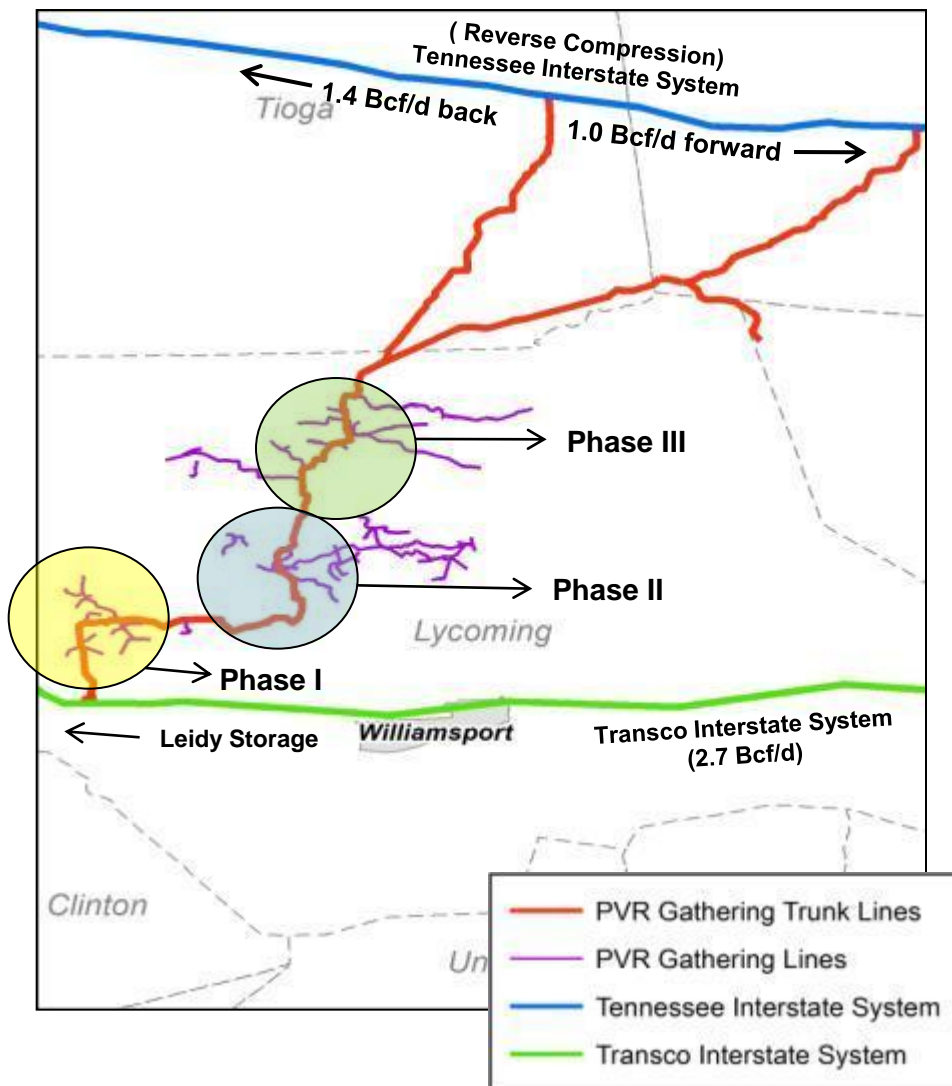 ( Reverse Compression)
Tennessee Interstate System
1.4 Bcf/d back
Tioga
1.0 Bcf/d forward
Phase III
Phase II
Lycoming
Phase I
Leidy Storage
Williamsport
Transco Interstate System
(2.7 Bcf/d)
Clinton
Un
PVR Gathering Trunk Lines
PVR Gathering Lines
Tennessee Interstate System
Transco Interstate System